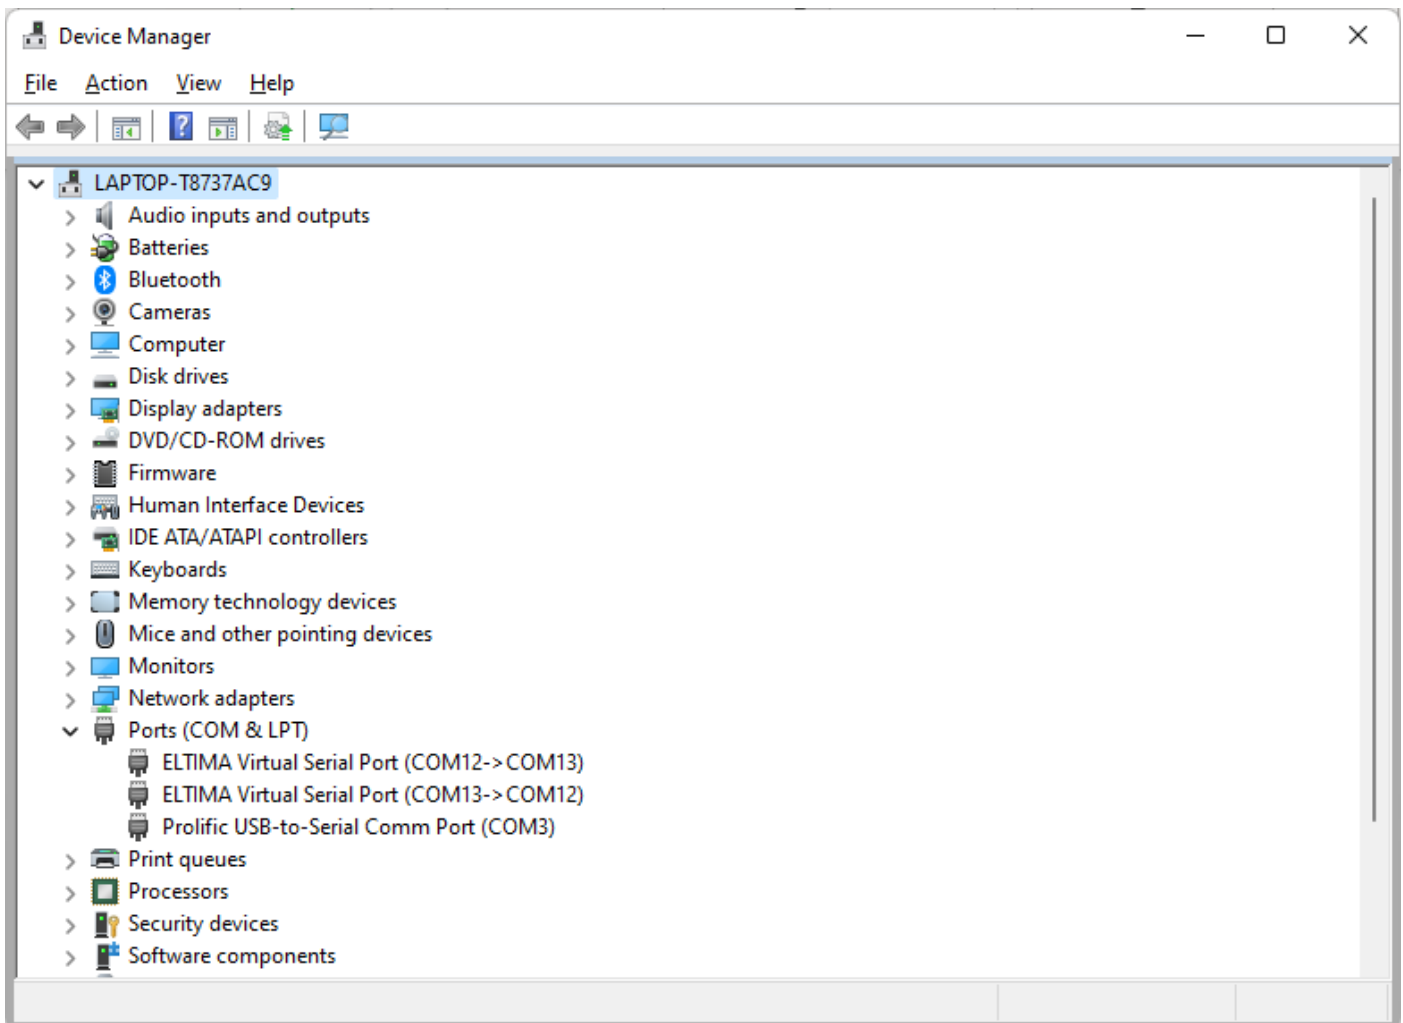 Device Manager
File Action View Help
LAPTOP-T8737AC9
Audio inputs and outputs
Batteries
Bluetooth
Cameras
Computer
Disk drives
Display adapters
DVD/CD-ROM drives
Firmware
Human Interface Devices
IDE ATA/ATAPI controllers
Keyboards
Memory technology devices
Mice and other pointing devices
Monitors
Network adapters
Ports (COM & LPT)
ELTIMA Virtual Serial Port (COM12->COM13)
ELTIMA Virtual Serial Port (COM13->COM12)
Prolific USB-to-Serial Comm Port (COM3)
Print queues
Processors
Security devices
Software components